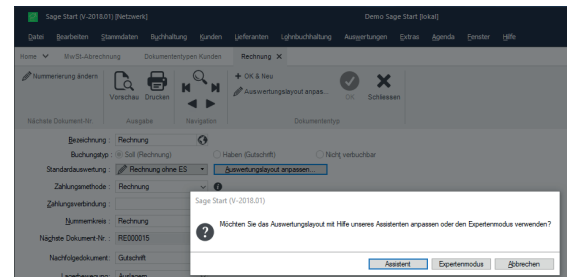 Sage Start (V-2018.01) [Netzwerk] Demo Sage Start [lokal]
Datei Bearbeiten Stammdaten Buchhaltung Kunden Lieferanten Lohnbuchhaltung Auswertungen Extras Agenda Fenster Hilfe
Home MwSt-Abrechnung Dokumententypen Kunden Rechnung
Nummerierung ändern
Vorschau Drucken
+ OK & Neu
Auswertungslayout anpas...
OK Schliessen
Nächste Dokument-Nr. Ausgabe Navigation Dokumententyp
Bezeichnung : Rechnung
Buchungstyp : Soll (Rechnung) Haben (Gutschrift) Nicht verbuchbar
Standardauswertung : Rechnung ohne ES Auswertungslayout anpassen...
Zahlungsmethode : Rechnung
Zahlungsverbindung :
Nummernkreis : Rechnung
Nächste Dokument-Nr. : RE000015
Nachfolgedokument: Gutschrift
Lagerbewegung: Auslagern
Sage Start (V-2018.01)
Möchten Sie das Auswertungslayout mit Hilfe unseres Assistenten anpassen oder den Expertenmodus verwenden?
Assistent Expertenmodus Abbrechen